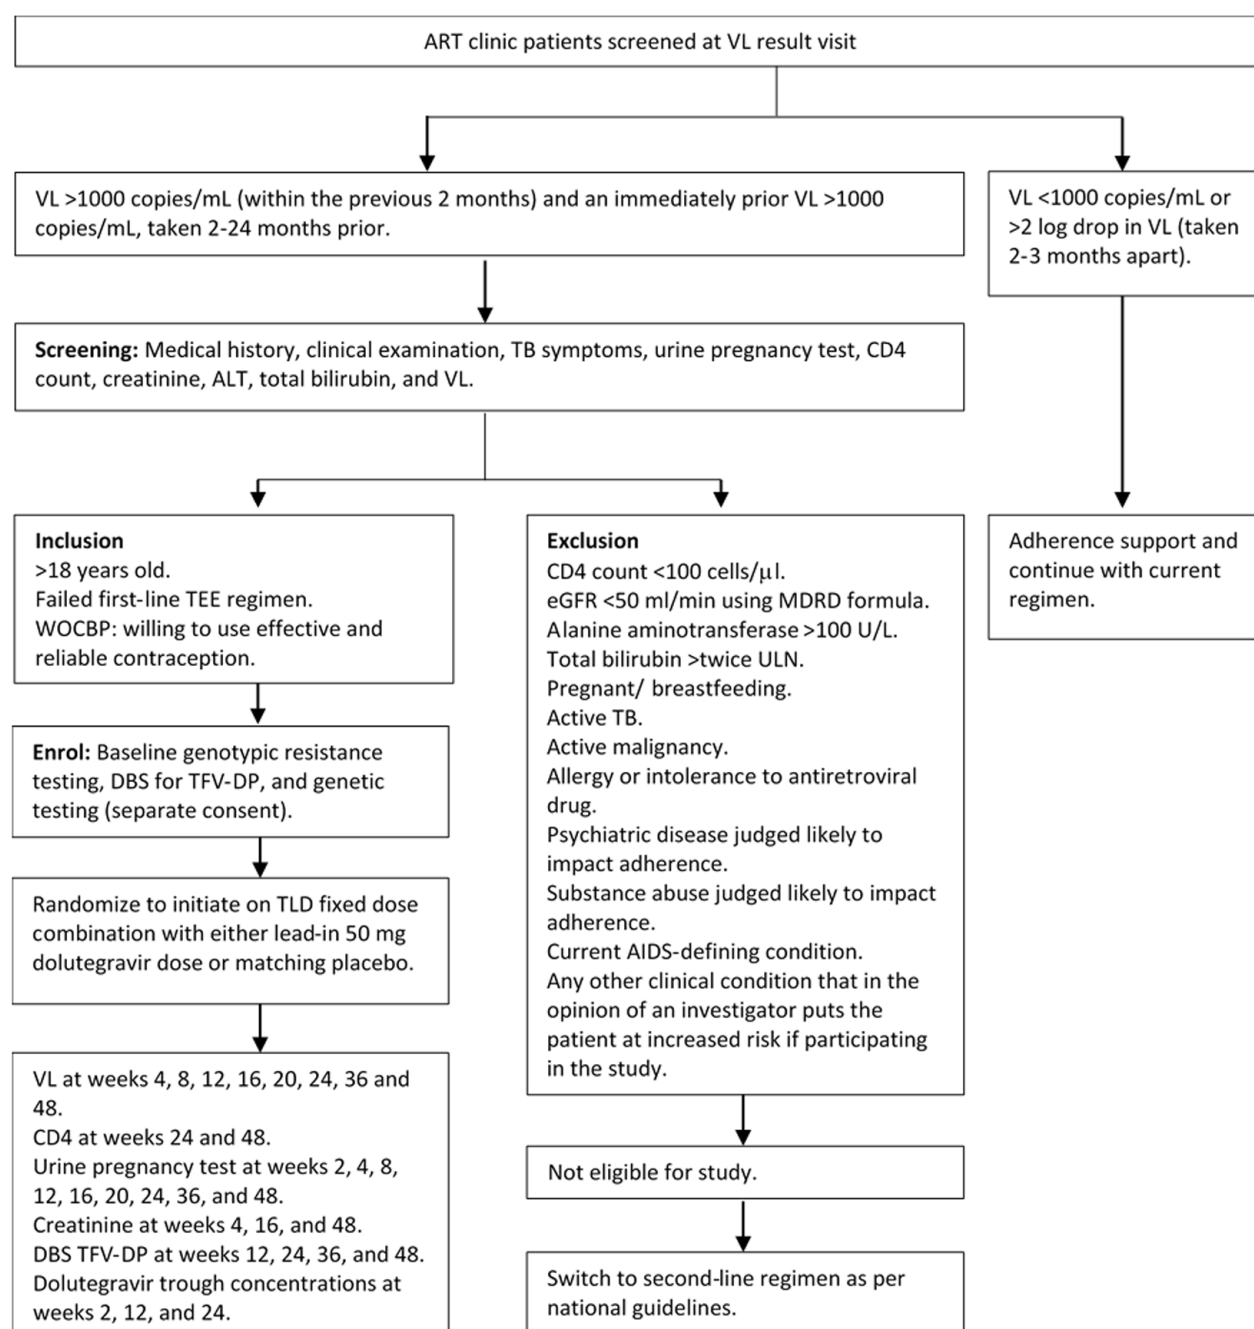 ART clinic patients screened at VL result visit
VL >1000 copies/mL (within the previous 2 months) and an immediately prior VL >1000
copies/mL, taken 2-24 months prior.
VL <1000 copies/mL or
>2 log drop in VL (taken
2-3 months apart).
Screening: Medical history, clinical examination, TB symptoms, urine pregnancy test, CD4
count, creatinine, ALT, total bilirubin, and VL.
Inclusion
>18 years old.
Failed first-line TEE regimen.
WOCBP: willing to use effective and
reliable contraception.
Exclusion
CD4 count <100 cells/µl.
eGFR <50 ml/min using MDRD formula.
Alanine aminotransferase >100 U/L.
Total bilirubin >twice ULN.
Pregnant/ breastfeeding.
Active TB.
Active malignancy.
Allergy or intolerance to antiretroviral
drug.
Psychiatric disease judged likely to
impact adherence.
Substance abuse judged likely to impact
adherence.
Current AIDS-defining condition.
Any other clinical condition that in the
opinion of an investigator puts the
patient at increased risk if participating
in the study.
Adherence support and
continue with current
regimen.
Enrol: Baseline genotypic resistance
testing, DBS for TFV-DP, and genetic
testing (separate consent).
Randomize to initiate on TLD fixed dose
combination with either lead-in 50 mg
dolutegravir dose or matching placebo.
VL at weeks 4, 8, 12, 16, 20, 24, 36 and
48.
CD4 at weeks 24 and 48.
Urine pregnancy test at weeks 2, 4, 8,
12, 16, 20, 24, 36, and 48.
Creatinine at weeks 4, 16, and 48.
DBS TFV-DP at weeks 12, 24, 36, and 48.
Dolutegravir trough concentrations at
weeks 2, 12, and 24.
Not eligible for study.
Switch to second-line regimen as per
national guidelines.